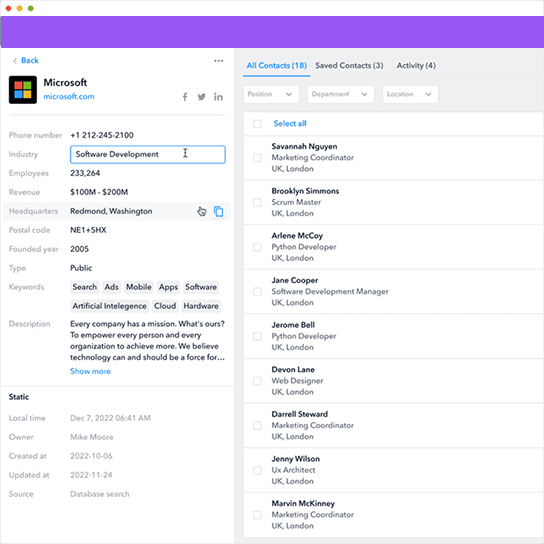 Back
Microsoft
microsoft.com
Phone number +1 212-245-2100
Industry Software Development
Employees 233,264
Revenue $100M - $200M
Headquarters Redmond, Washington
Postal code NE1+5HX
Founded year 2005
Type Public
Keywords Search Ads Mobile Apps Software
Artificial Intelegence Cloud Hardware
Description Every company has a mission. What's ours?
To empower every person and every
organization to achieve more. We believe
technology can and should be a force for...
Show more
Static
Local time Dec 7, 2022 06:41 AM
Owner Mike Moore
Created at 2022-10-06
Updated at 2022-11-24
Source Database search
All Contacts (18) Saved Contacts (3) Activity (4)
Position Department Location
Select all
Savannah Nguyen
Marketing Coordinator
UK, London
Brooklyn Simmons
Scrum Master
UK, London
Arlene McCoy
Python Developer
UK, London
Jane Cooper
Software Development Manager
UK, London
Jerome Bell
Python Developer
UK, London
Devon Lane
Web Designer
UK, London
Darrell Steward
Marketing Coordinator
UK, London
Jenny Wilson
Ux Architect
UK, London
Marvin McKinney
Marketing Coordinator
UK, London